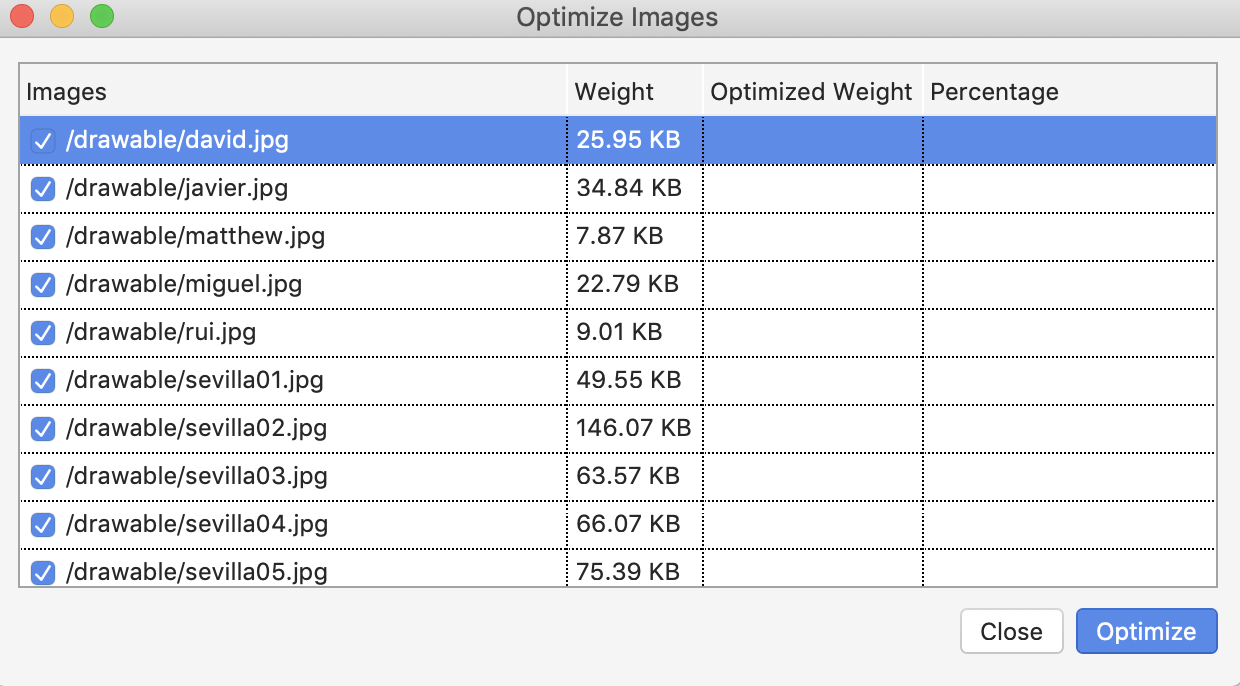 Optimize Images
Images Weight Optimized Weight Percentage
/drawable/david.jpg 25.95 KB
/drawable/javier.jpg 34.84 KB
/drawable/matthew.jpg 7.87 KB
/drawable/miguel.jpg 22.79 KB
/drawable/rui.jpg 9.01 KB
/drawable/sevilla01.jpg 49.55 KB
/drawable/sevilla02.jpg 146.07 KB
/drawable/sevilla03.jpg 63.57 KB
/drawable/sevilla04.jpg 66.07 KB
/drawable/sevilla05.jpg 75.39 KB
Close Optimize